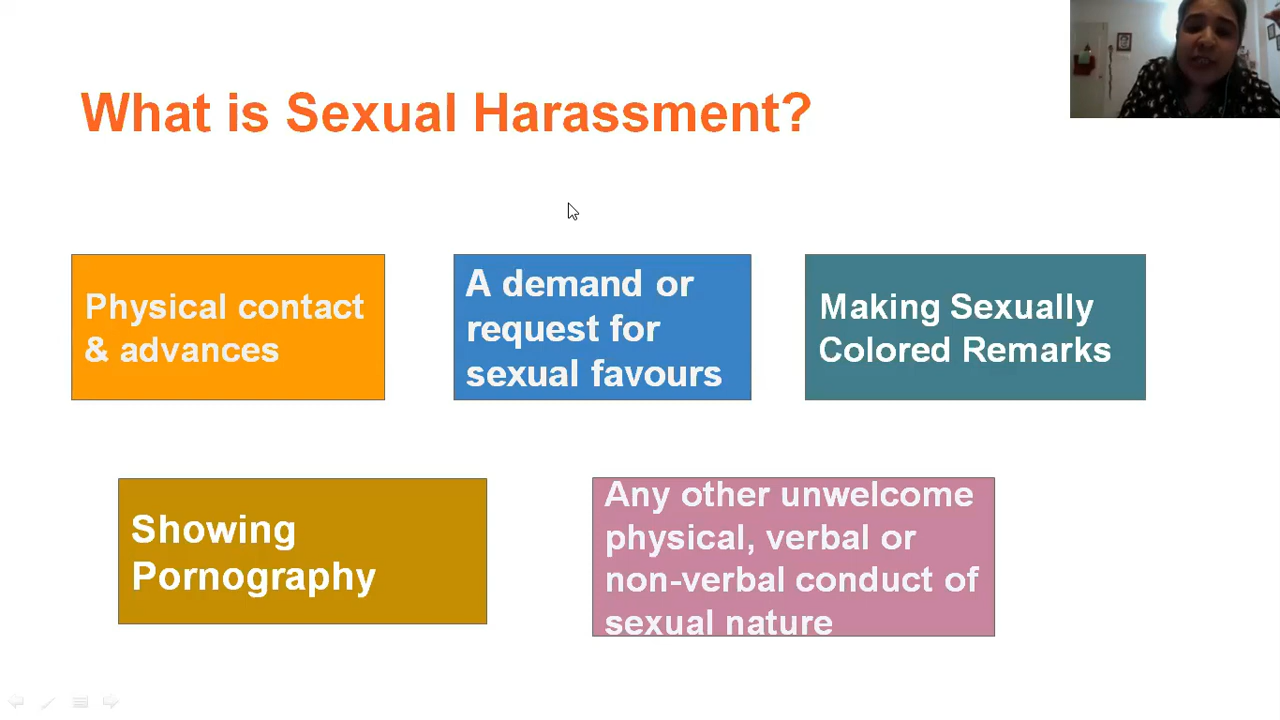 What is Sexual Harassment?
Physical contact
& advances
A demand or
request for
sexual favours
Making Sexually
Colored Remarks
Showing
Pornography
Any other unwelcome
physical, verbal or
non-verbal conduct of
sexual nature